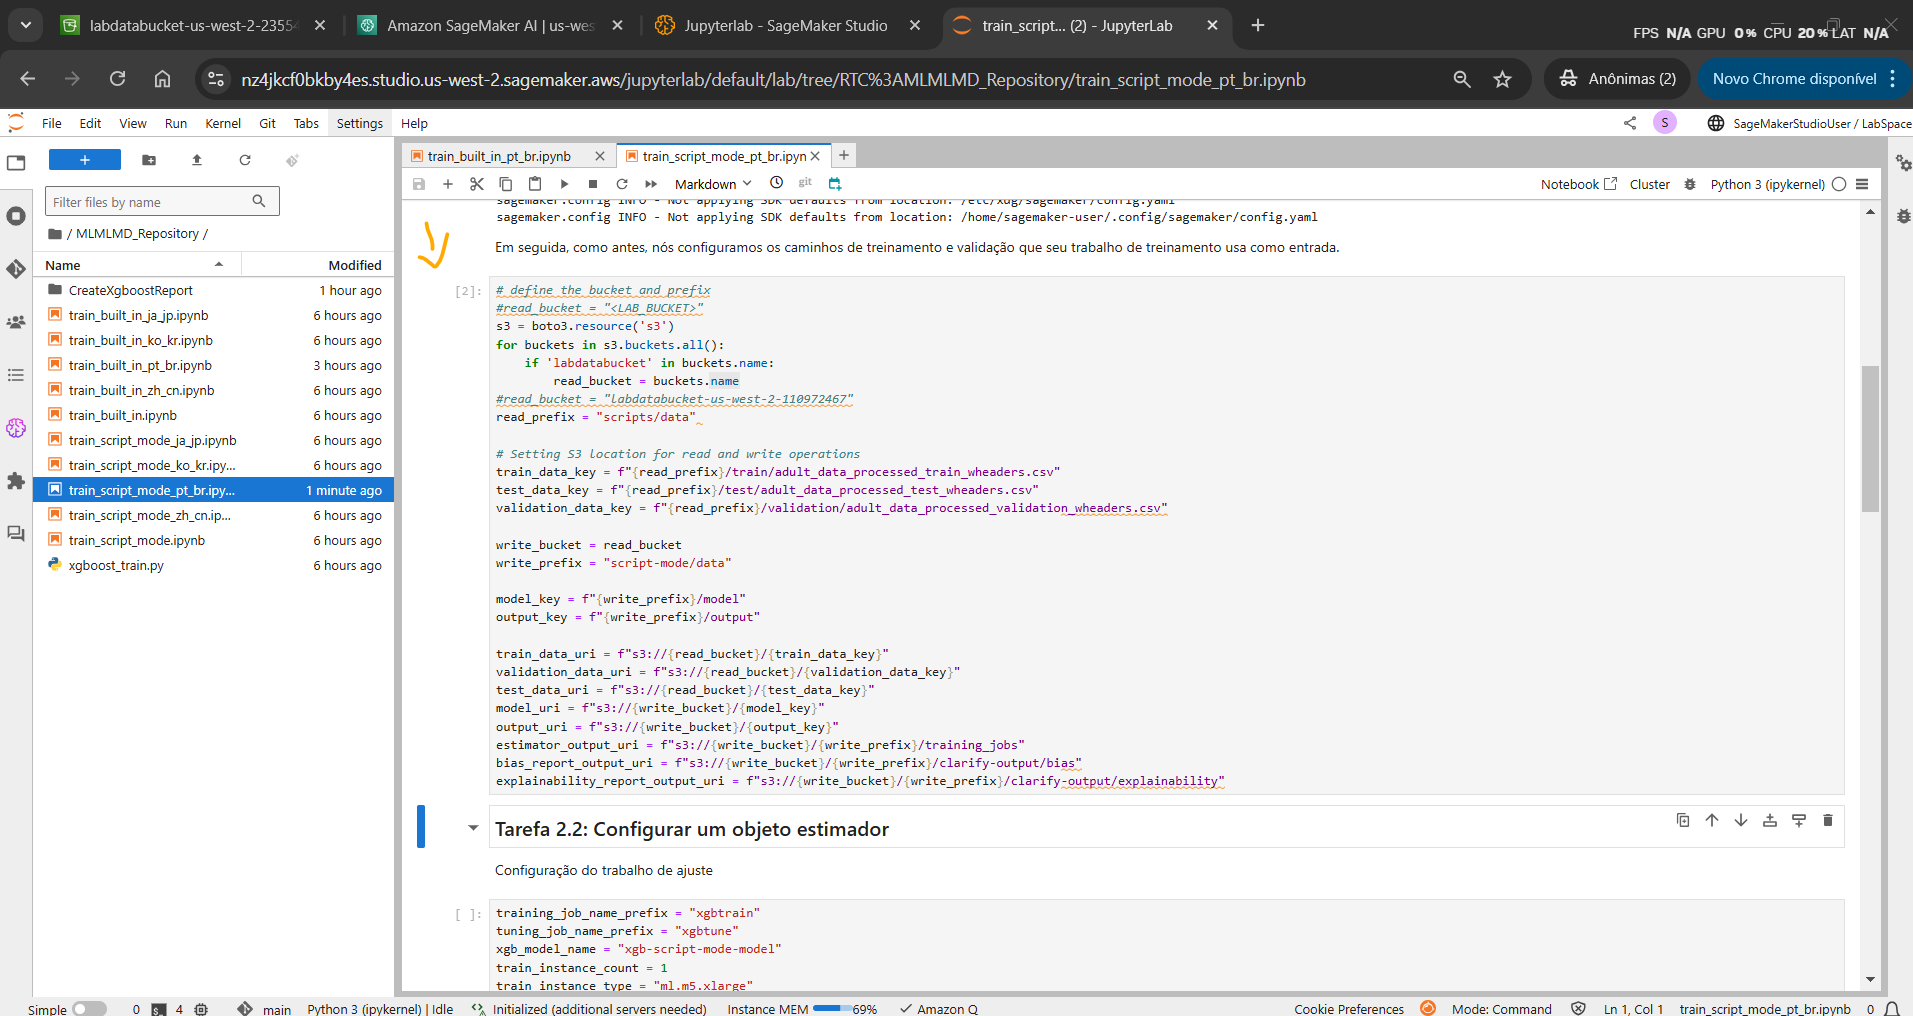 labdatabucket-us-west-2-23554
Amazon SageMaker AI | us-wes
Jupyterlab - SageMaker Studio
train_script... (2) - JupyterLab
FPS N/A GPU 0% CPU 20% LAT N/A
nz4jkcf0bkby4es.studio.us-west-2.sagemaker.aws/jupyterlab/default/lab/tree/RTC%3AMLMLMD_Repository/train_script_mode_pt_br.ipynb
Anônimas (2)
Novo Chrome disponível
File Edit View Run Kernel Git Tabs Settings Help
S
SageMakerStudioUser / LabSpace
train_built_in_pt_br.ipynb
train_script_mode_pt_br.ipyn
Markdown
git
Notebook
Cluster
Python 3 (ipykernel)
Filter files by name
/ MLMLMD_Repository /
Name Modified
CreateXgboostReport 1 hour ago
train_built_in_ja_jp.ipynb 6 hours ago
train_built_in_ko_kr.ipynb 6 hours ago
train_built_in_pt_br.ipynb 3 hours ago
train_built_in_zh_cn.ipynb 6 hours ago
train_built_in.ipynb 6 hours ago
train_script_mode_ja_jp.ipynb 6 hours ago
train_script_mode_ko_kr.ipy... 6 hours ago
train_script_mode_pt_br.ipy... 1 minute ago
train_script_mode_zh_cn.ip... 6 hours ago
train_script_mode.ipynb 6 hours ago
xgboost_train.py 6 hours ago
sagemaker.config INFO - Not applying SDK defaults from location: /etc/xdg/sagemaker/config.yaml
sagemaker.config INFO - Not applying SDK defaults from location: /home/sagemaker-user/.config/sagemaker/config.yaml
Em seguida, como antes, nós configuramos os caminhos de treinamento e validação que seu trabalho de treinamento usa como entrada.
[2]:
# define the bucket and prefix
#read_bucket = "<LAB_BUCKET>"
s3 = boto3.resource('s3')
for buckets in s3.buckets.all():
    if 'labdatabucket' in buckets.name:
        read_bucket = buckets.name
#read_bucket = "labdatabucket-us-west-2-110972467"
read_prefix = "scripts/data"
# Setting S3 location for read and write operations
train_data_key = f"{read_prefix}/train/adult_data_processed_train_wheaders.csv"
test_data_key = f"{read_prefix}/test/adult_data_processed_test_wheaders.csv"
validation_data_key = f"{read_prefix}/validation/adult_data_processed_validation_wheaders.csv"
write_bucket = read_bucket
write_prefix = "script-mode/data"
model_key = f"{write_prefix}/model"
output_key = f"{write_prefix}/output"
train_data_uri = f"s3://{read_bucket}/{train_data_key}"
validation_data_uri = f"s3://{read_bucket}/{validation_data_key}"
test_data_uri = f"s3://{read_bucket}/{test_data_key}"
model_uri = f"s3://{write_bucket}/{model_key}"
output_uri = f"s3://{write_bucket}/{output_key}"
estimator_output_uri = f"s3://{write_bucket}/{write_prefix}/training_jobs"
bias_report_output_uri = f"s3://{write_bucket}/{write_prefix}/clarify-output/bias"
explainability_report_output_uri = f"s3://{write_bucket}/{write_prefix}/clarify-output/explainability"
Tarefa 2.2: Configurar um objeto estimador
Configuração do trabalho de ajuste
[ ]:
training_job_name_prefix = "xgbtrain"
tuning_job_name_prefix = "xgbtune"
xgb_model_name = "xgb-script-mode-model"
train_instance_count = 1
train_instance_type = "ml.m5.xlarge"
Simple 0 4 main Python 3 (ipykernel) | Idle Initialized (additional servers needed) Instance MEM 69% Amazon Q Cookie Preferences Mode: Command Ln 1, Col 1 train_script_mode_pt_br.ipynb 0